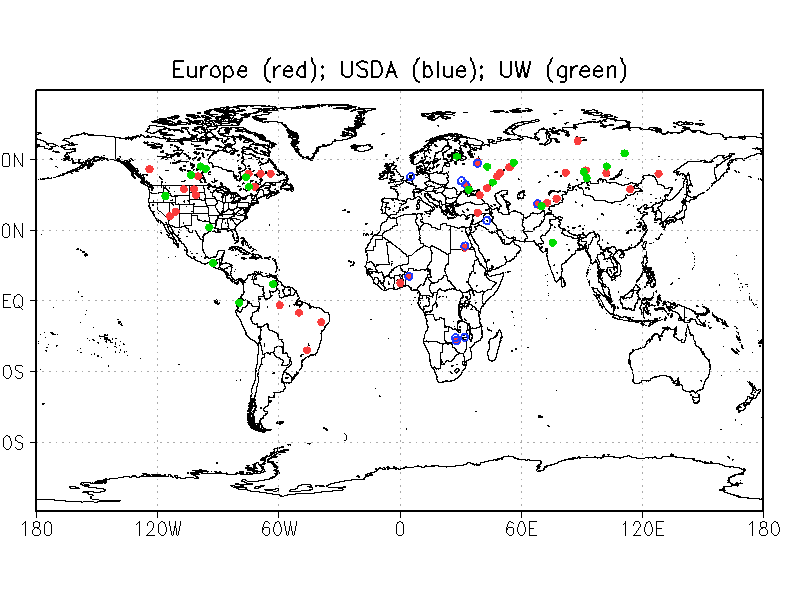 Europe (red); USDA (blue); UW (green)
0N
0N
EQ
0S
0S
180 120W 60W 0 60E 120E 180